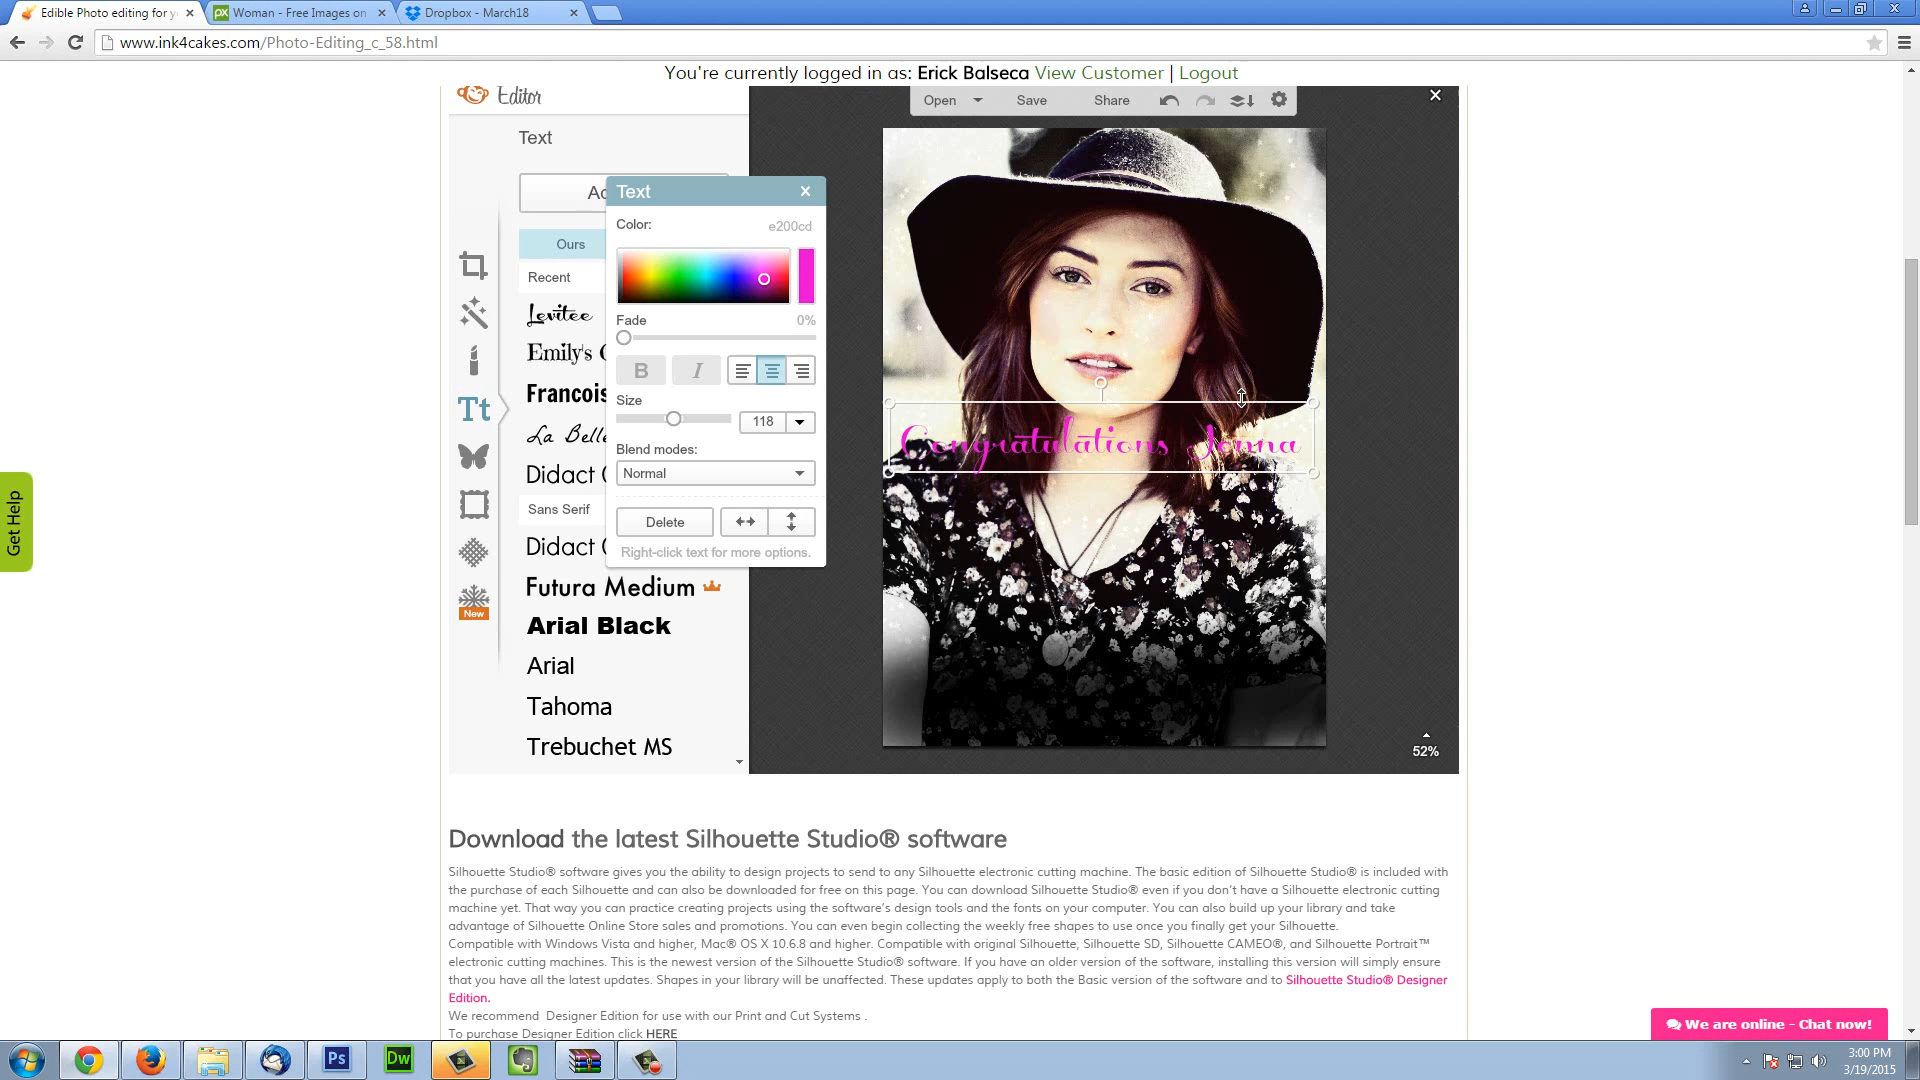 Edible Photo editing for y
Woman - Free Images on
Dropbox - March18
www.ink4cakes.com/Photo-Editing_c_58.html
You're currently logged in as: Erick Balseca View Customer | Logout
Editor
Open
Save
Share
Text
Ours
Recent
Levitee
Emily's
Francois
La Belle
Didact
Sans Serif
Didact
Futura Medium
Arial Black
Arial
Tahoma
Trebuchet MS
New
Text
Color:
e200cd
Fade
0%
B
I
Size
118
Blend modes:
Normal
Delete
Right-click text for more options.
Congratulations Jenna
52%
Get Help
Download the latest Silhouette Studio® software
Silhouette Studio® software gives you the ability to design projects to send to any Silhouette electronic cutting machine. The basic edition of Silhouette Studio® is included with
the purchase of each Silhouette and can also be downloaded for free on this page. You can download Silhouette Studio® even if you don't have a Silhouette electronic cutting
machine yet. That way you can practice creating projects using the software's design tools and the fonts on your computer. You can also build up your library and take
advantage of Silhouette Online Store sales and promotions. You can even begin collecting the weekly free shapes to use once you finally get your Silhouette.
Compatible with Windows Vista and higher, Mac® OS X 10.6.8 and higher. Compatible with original Silhouette, Silhouette SD, Silhouette CAMEO®, and Silhouette Portrait™
electronic cutting machines. This is the newest version of the Silhouette Studio® software. If you have an older version of the software, installing this version will simply ensure
that you have all the latest updates. Shapes in your library will be unaffected. These updates apply to both the Basic version of the software and to Silhouette Studio® Designer
Edition.
We recommend Designer Edition for use with our Print and Cut Systems .
To purchase Designer Edition click HERE
We are online - Chat now!
Ps
Dw
3:00 PM
3/19/2015